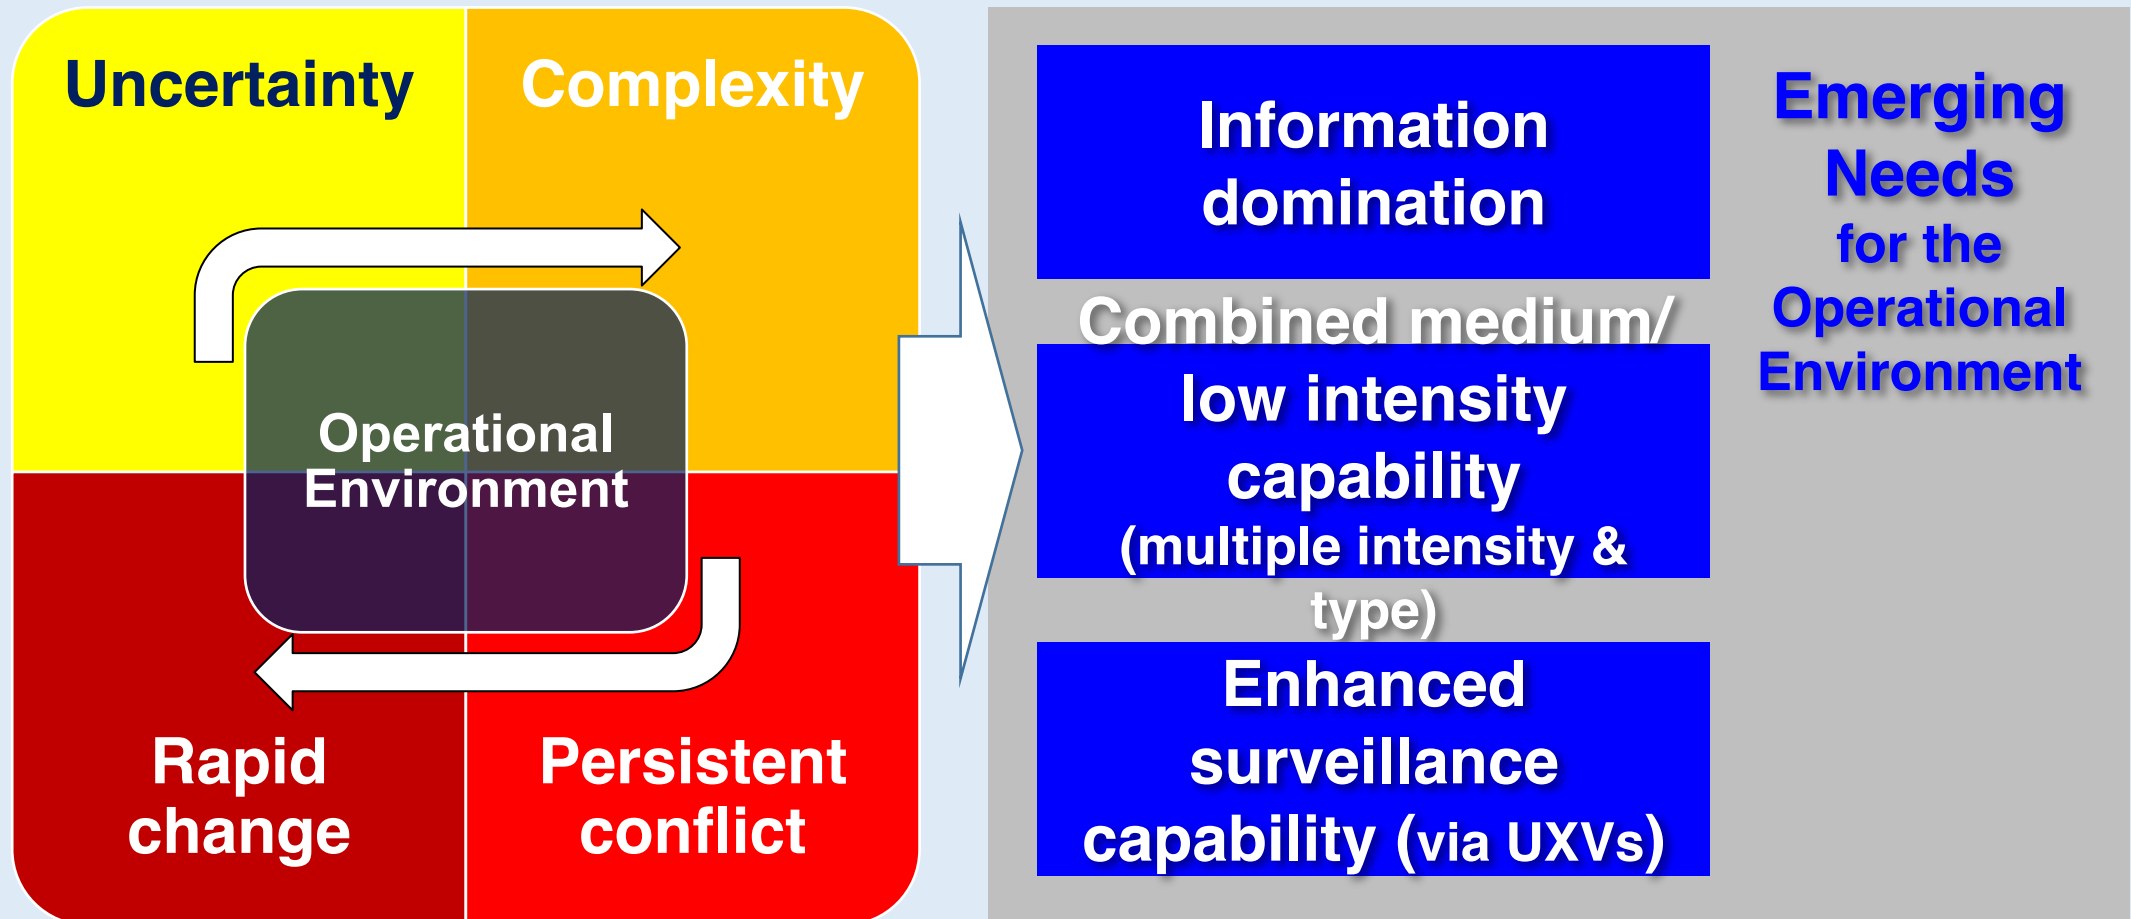 Uncertainty
Complexity
Operational
Environment
Rapid
change
Persistent
conflict
Information
domination
Combined medium/
low intensity
capability
(multiple intensity &
type)
Enhanced
surveillance
capability (via UXVs)
Emerging
Needs
for the
Operational
Environment